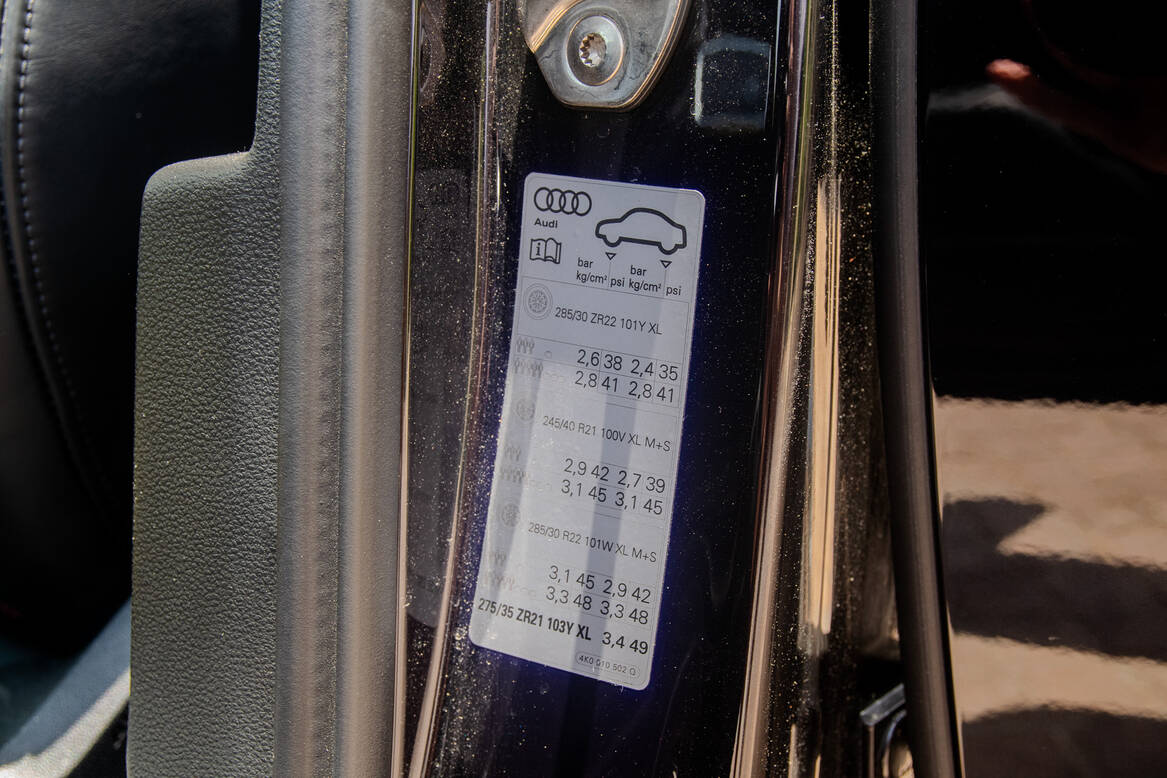 Audi
i
bar bar
kg/cm² psi kg/cm² psi
285/30 ZR22 101Y XL
2,6 38 2,4 35
2,8 41 2,8 41
245/40 R21 100V XL M+S
2,9 42 2,7 39
3,1 45 3,1 45
285/30 R22 101W XL M+S
3,1 45 2,9 42
3,3 48 3,3 48
275/35 ZR21 103Y XL 3,4 49
4K0 010 502 Q